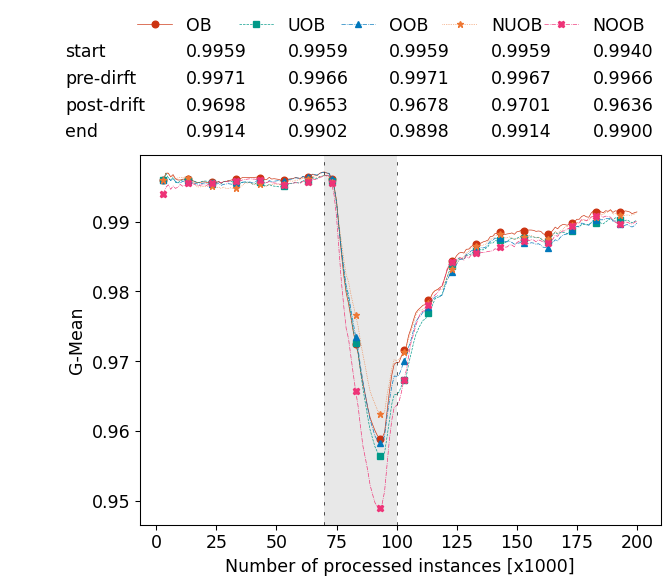 OB UOB OOB NUOB NOOB
start 0.9959 0.9959 0.9959 0.9959 0.9940
pre-dirft 0.9971 0.9966 0.9971 0.9967 0.9966
post-drift 0.9698 0.9653 0.9678 0.9701 0.9636
end 0.9914 0.9902 0.9898 0.9914 0.9900
0.99
0.98
0.97
0.96
0.95
G-Mean
0 25 50 75 100 125 150 175 200
Number of processed instances [x1000]